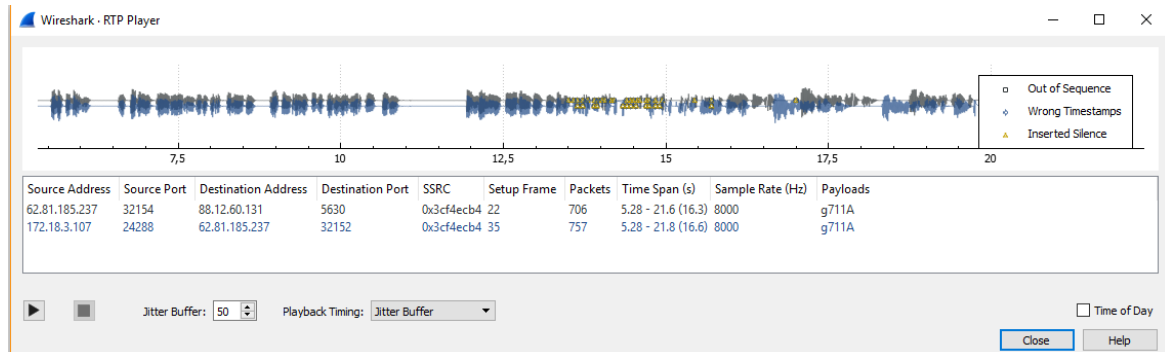 Wireshark · RTP Player
Out of Sequence
Wrong Timestamps
Inserted Silence
7,5 10 12,5 15 17,5 20
Source Address Source Port Destination Address Destination Port SSRC Setup Frame Packets Time Span (s) Sample Rate (Hz) Payloads
62.81.185.237 32154 88.12.60.131 5630 0x3cf4ecb4 22 706 5.28 - 21.6 (16.3) 8000 g711A
172.18.3.107 24288 62.81.185.237 32152 0x3cf4ecb4 35 757 5.28 - 21.8 (16.6) 8000 g711A
Jitter Buffer: 50 Playback Timing: Jitter Buffer Time of Day
Close Help